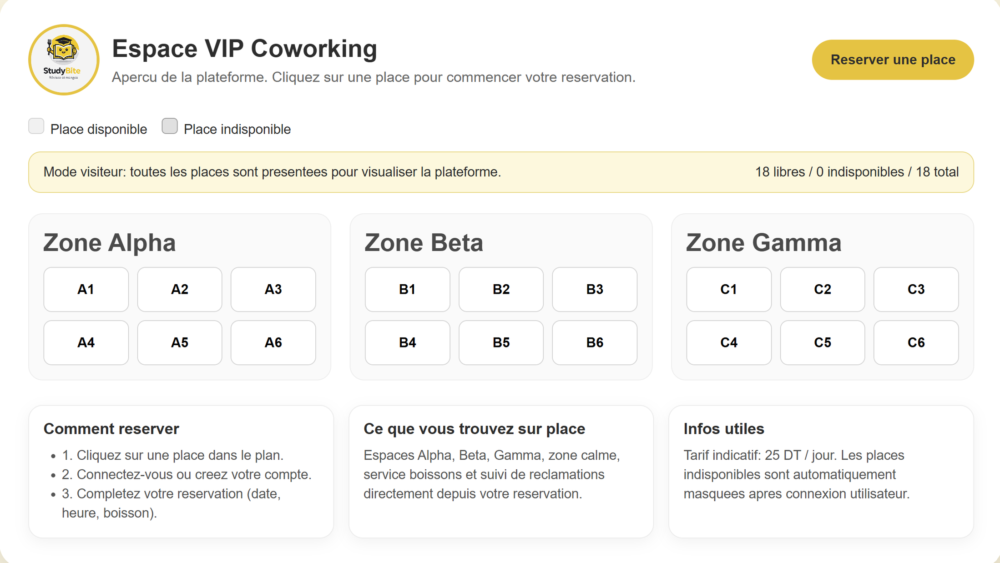 StudyBite
Révisez et mangez
Espace VIP Coworking
Apercu de la plateforme. Cliquez sur une place pour commencer votre reservation.
Reserver une place
Place disponible
Place indisponible
Mode visiteur: toutes les places sont presentees pour visualiser la plateforme.
18 libres / 0 indisponibles / 18 total
Zone Alpha
A1 A2 A3
A4 A5 A6
Zone Beta
B1 B2 B3
B4 B5 B6
Zone Gamma
C1 C2 C3
C4 C5 C6
Comment reserver
1. Cliquez sur une place dans le plan.
2. Connectez-vous ou creez votre compte.
3. Completez votre reservation (date,
heure, boisson).
Ce que vous trouvez sur place
Espaces Alpha, Beta, Gamma, zone calme,
service boissons et suivi de reclamations
directement depuis votre reservation.
Infos utiles
Tarif indicatif: 25 DT / jour. Les places
indisponibles sont automatiquement
masquees apres connexion utilisateur.